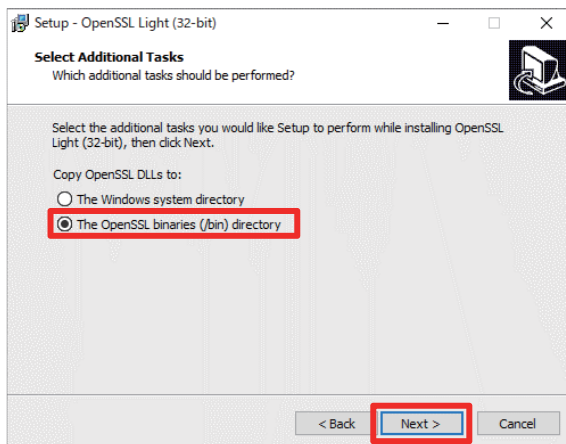 Setup - OpenSSL Light (32-bit)
Select Additional Tasks
Which additional tasks should be performed?
Select the additional tasks you would like Setup to perform while installing OpenSSL
Light (32-bit), then click Next.
Copy OpenSSL DLLs to:
The Windows system directory
The OpenSSL binaries (/bin) directory
< Back
Next >
Cancel